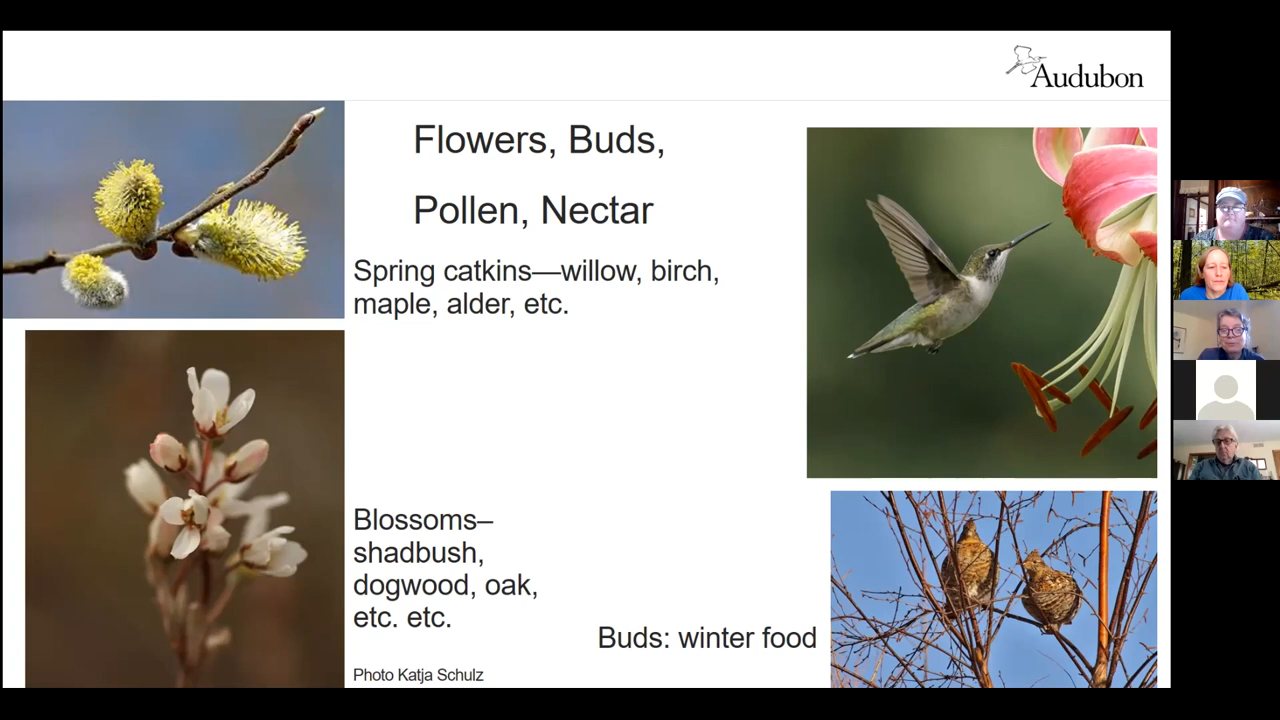 Audubon
Flowers, Buds,
Pollen, Nectar
Spring catkins—willow, birch,
maple, alder, etc.
Blossoms–
shadbush,
dogwood, oak,
etc. etc.
Buds: winter food
Photo Katja Schulz